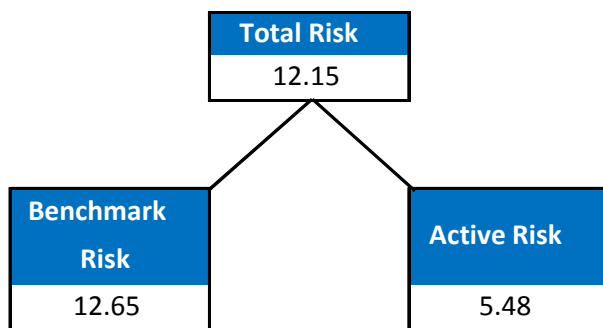 Total Risk
12.15
Benchmark
Risk
12.65
Active Risk
5.48